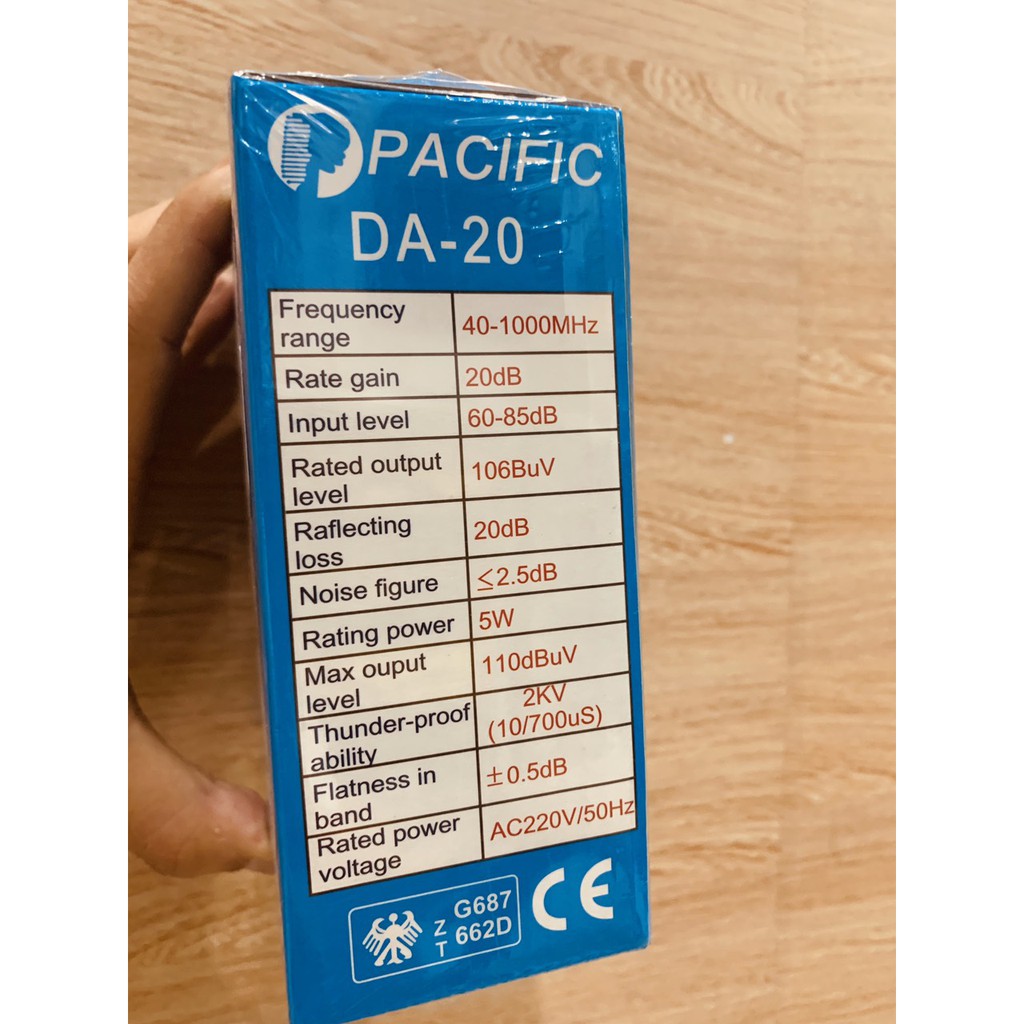 PACIFIC
DA-20
Frequency range 40-1000MHz
Rate gain 20dB
Input level 60-85dB
Rated output level 106BuV
Raflecting loss 20dB
Noise figure ≤2.5dB
Rating power 5W
Max ouput level 110dBuV
Thunder-proof ability 2KV (10/700uS)
Flatness in band ±0.5dB
Rated power voltage AC220V/50Hz
Z G687
T 662D
CE